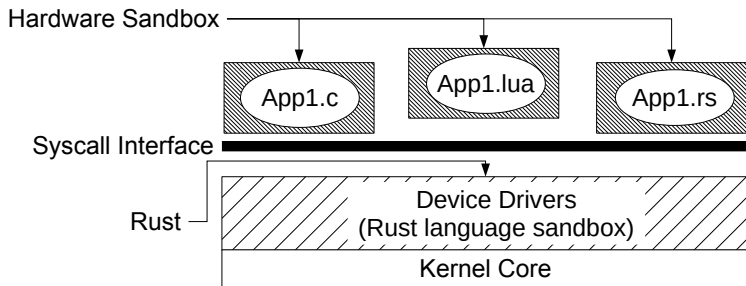 Hardware Sandbox
App1.c
App1.lua
App1.rs
Syscall Interface
Rust
Device Drivers
(Rust language sandbox)
Kernel Core